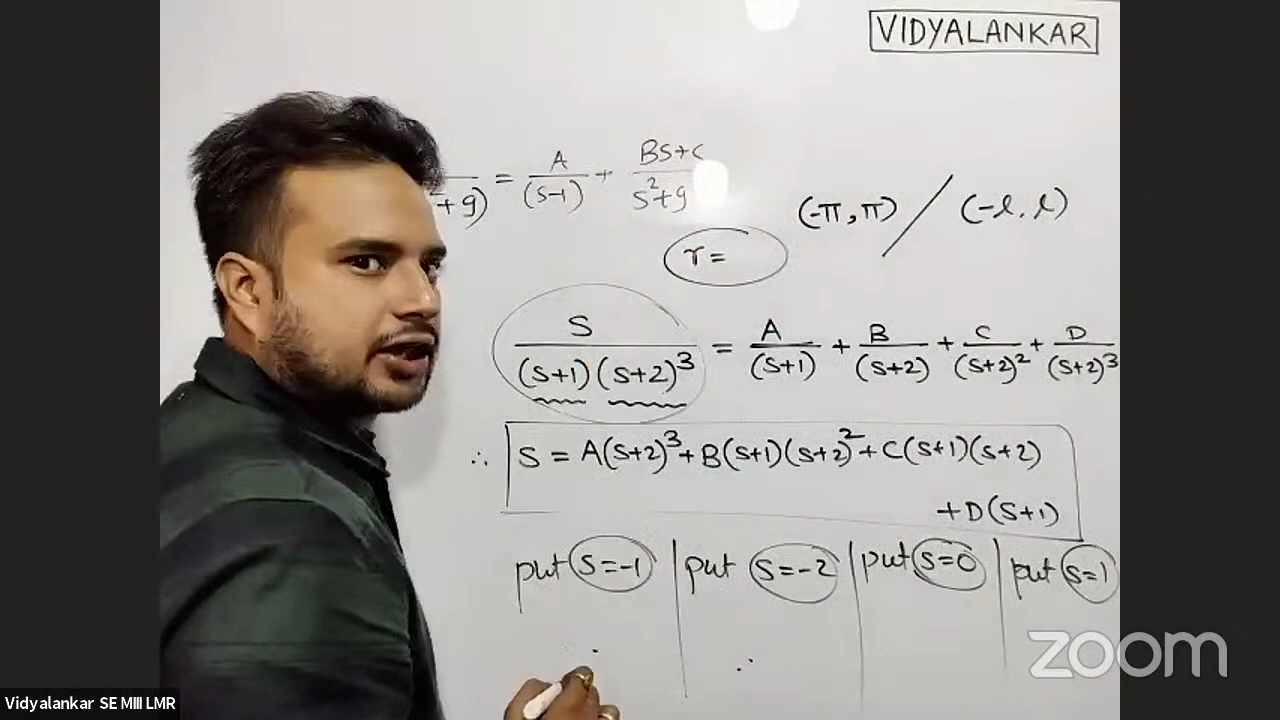 VIDYALANKAR
+9) = A/(s-1) + Bs+c/s²+9
(-π, π) / (-l, l)
r =
S/(s+1)(s+2)³ = A/(s+1) + B/(s+2) + C/(s+2)² + D/(s+2)³
∴ S = A(s+2)³ + B(s+1)(s+2)² + C(s+1)(s+2)
+ D(s+1)
put s=-1 | put s=-2 | put s=0 | put s=1
zoom
Vidyalankar SE MIII LMR